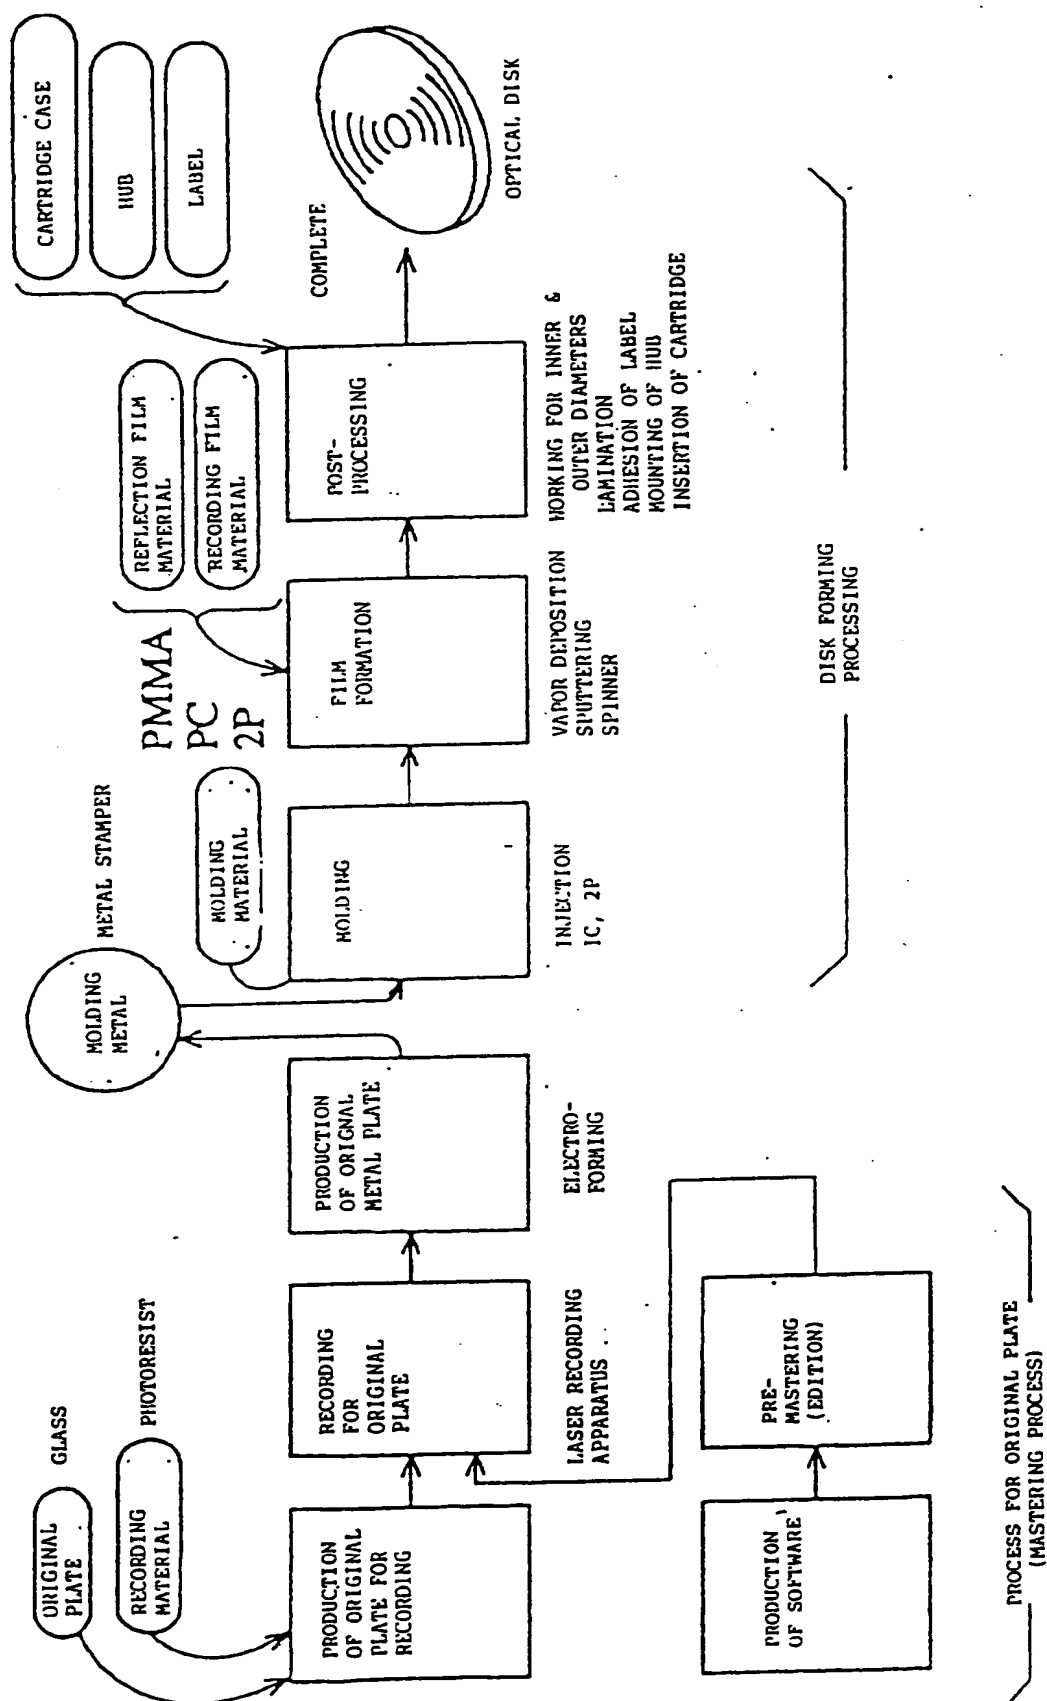 ORIGINAL
PLATE
GLASS
RECORDING
MATERIAL
PHOTORESIST
PRODUCTION
OF ORIGINAL
PLATE FOR
RECORDING
RECORDING
FOR
ORIGINAL
PLATE
LASER RECORDING
APPARATUS
PRODUCTION
OF ORIGNAL
METAL PLATE
ELECTRO-
FORMING
MOLDING
METAL
METAL STAMPER
MOLDING
MATERIAL
PMMA
PC
2P
MOLDING
INJECTION
IC, 2P
REFLECTION FILM
MATERIAL
RECORDING FILM
MATERIAL
FILM
FORMATION
VAPOR DEPOSITION
SPUTTERING
SPINNER
CARTRIDGE CASE
HUB
LABEL
POST-
PROCESSING
WORKING FOR INNER &
OUTER DIAMETERS
LAMINATION
ADHESION OF LABEL
MOUNTING OF HUB
INSERTION OF CARTRIDGE
COMPLETE
OPTICAL DISK
PRODUCTION
OF SOFTWARE
PRE-
MASTERING
(EDITION)
PROCESS FOR ORIGINAL PLATE
(MASTERING PROCESS)
DISK FORMING
PROCESSING